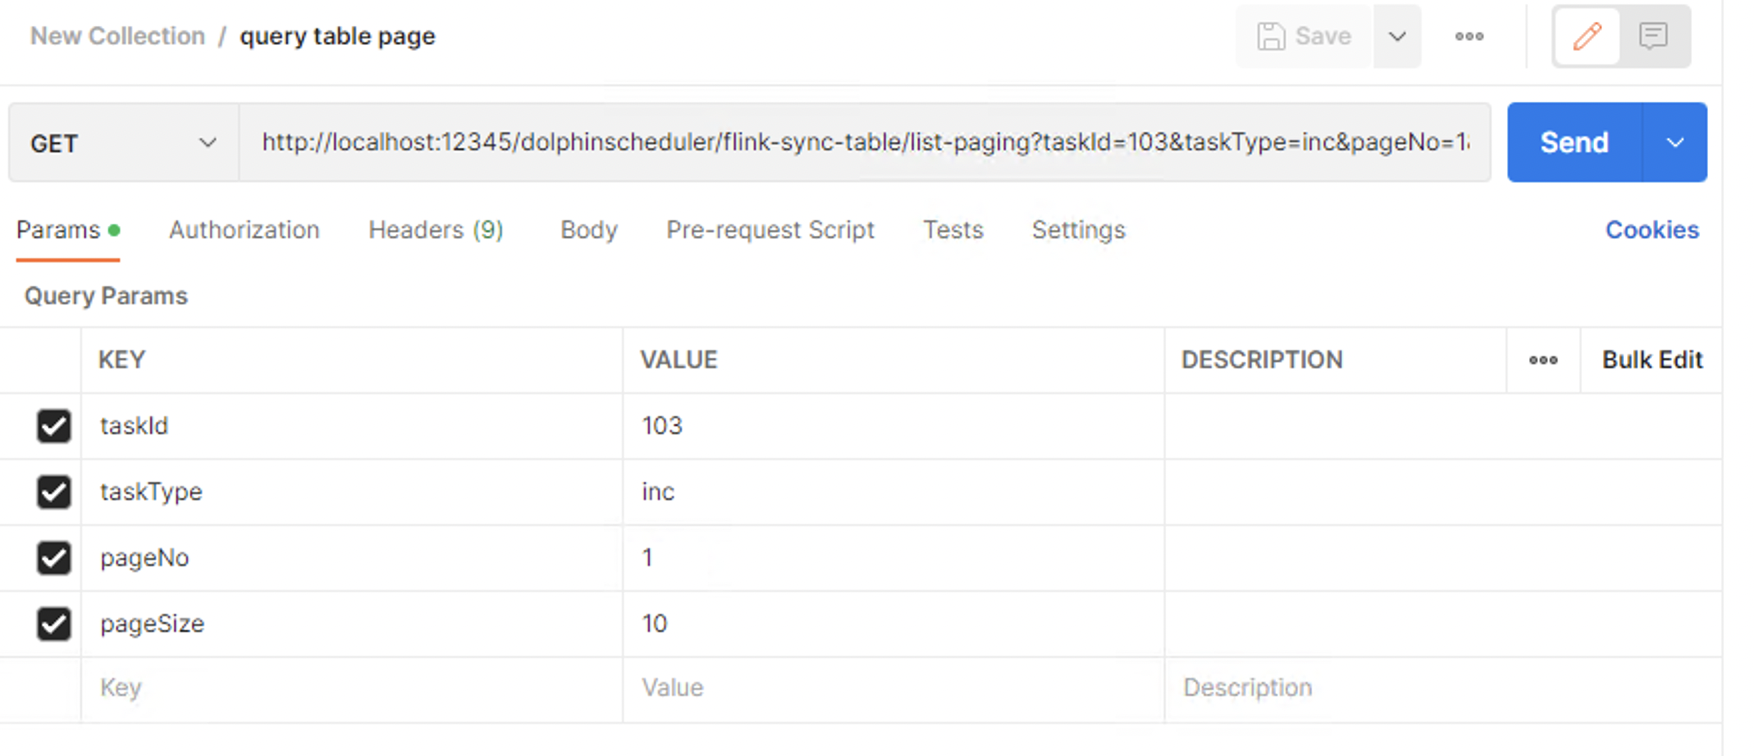 New Collection / query table page
Save
GET
http://localhost:12345/dolphinscheduler/flink-sync-table/list-paging?taskId=103&taskType=inc&pageNo=1
Send
Params Authorization Headers (9) Body Pre-request Script Tests Settings Cookies
Query Params
KEY VALUE DESCRIPTION Bulk Edit
taskId 103
taskType inc
pageNo 1
pageSize 10
Key Value Description